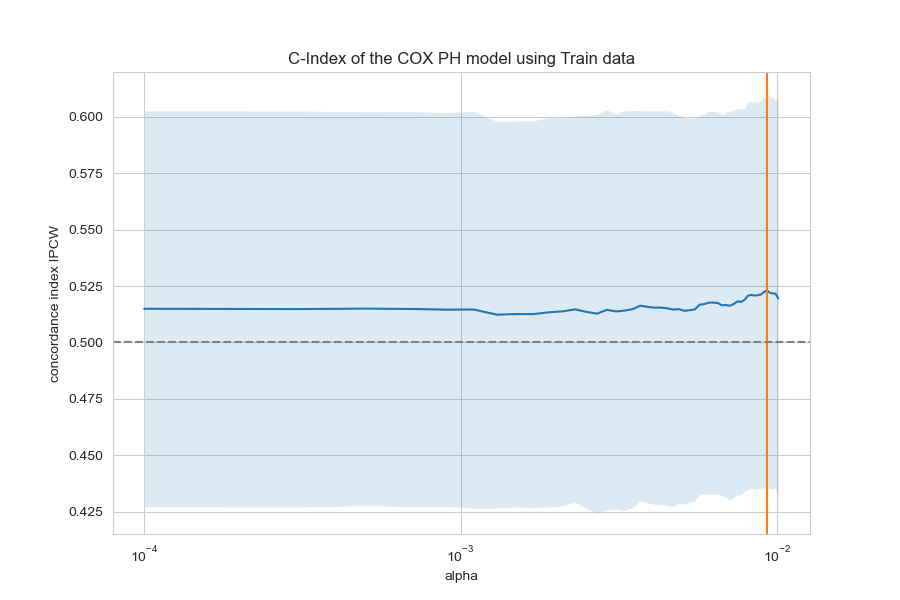 C-Index of the COX PH model using Train data
concordance index IPCW
0.600
0.575
0.550
0.525
0.500
0.475
0.450
0.425
10⁻⁴ 10⁻³ 10⁻²
alpha